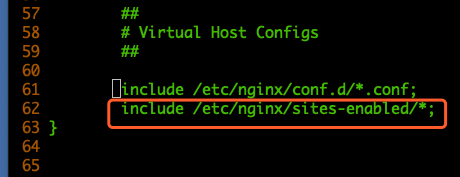 57 ##
58 # Virtual Host Configs
59 ##
60
61 include /etc/nginx/conf.d/*.conf;
62 include /etc/nginx/sites-enabled/*;
63 }
64
65